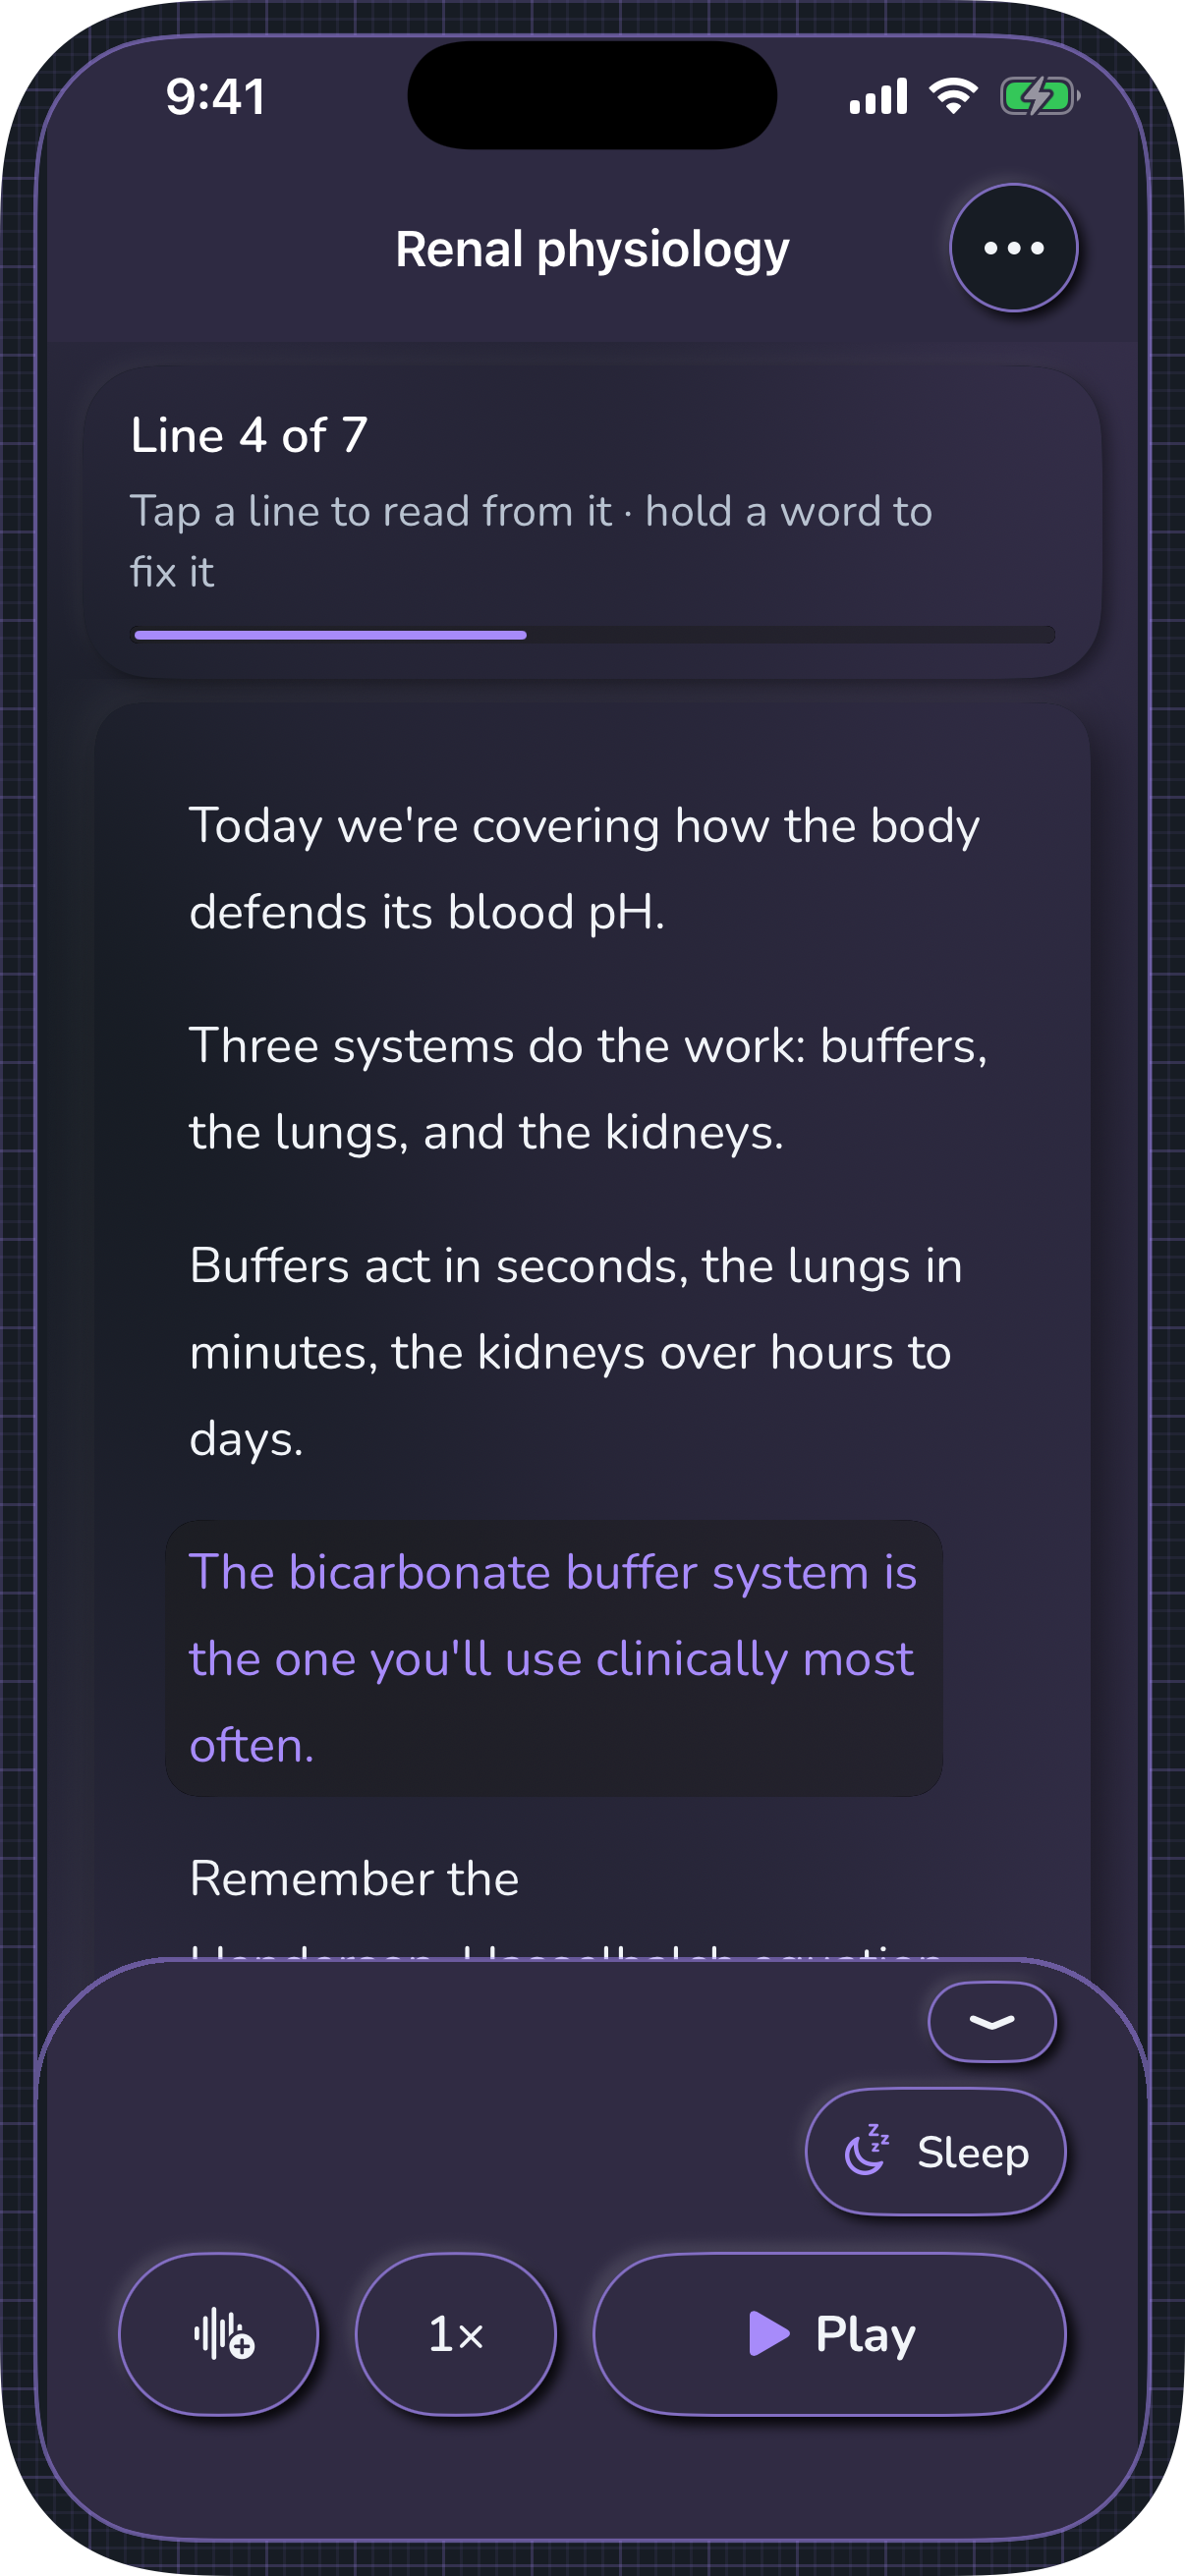 9:41
Renal physiology
Line 4 of 7
Tap a line to read from it · hold a word to
fix it
Today we're covering how the body
defends its blood pH.
Three systems do the work: buffers,
the lungs, and the kidneys.
Buffers act in seconds, the lungs in
minutes, the kidneys over hours to
days.
The bicarbonate buffer system is
the one you'll use clinically most
often.
Remember the
Henderson–Hasselbalch equation
Sleep
1×
Play